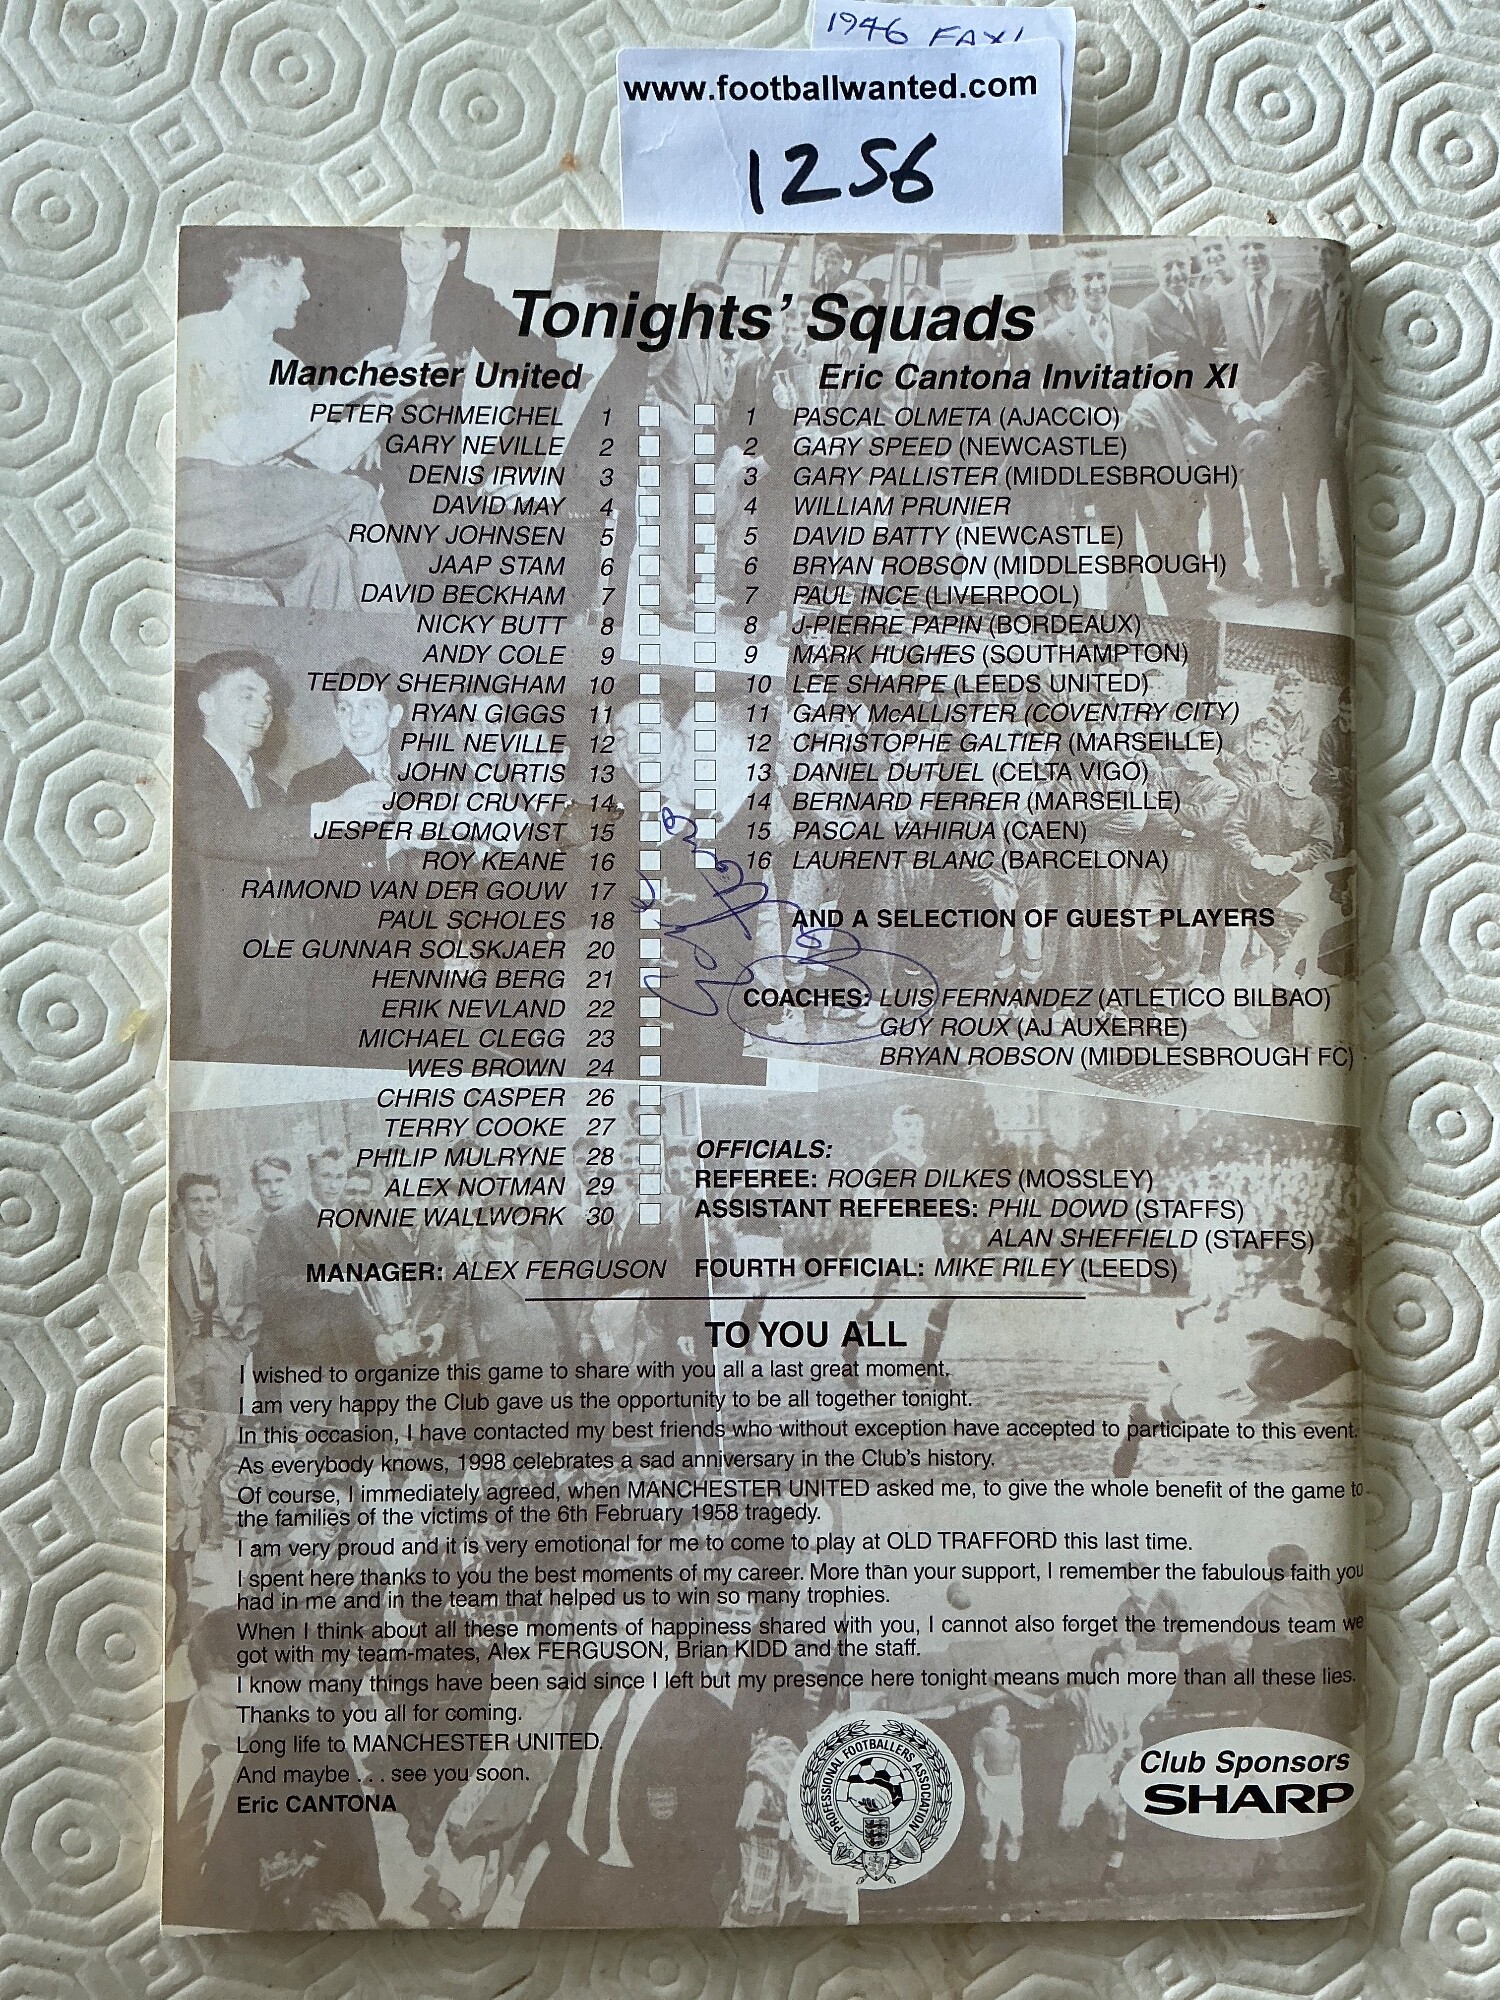 1946 FAXI
www.footballwanted.com
1256
Tonights' Squads
Manchester United
PETER SCHMEICHEL 1
GARY NEVILLE 2
DENIS IRWIN 3
DAVID MAY 4
RONNY JOHNSEN 5
JAAP STAM 6
DAVID BECKHAM 7
NICKY BUTT 8
ANDY COLE 9
TEDDY SHERINGHAM 10
RYAN GIGGS 11
PHIL NEVILLE 12
JOHN CURTIS 13
JORDI CRUYFF 14
JESPER BLOMQVIST 15
ROY KEANE 16
RAIMOND VAN DER GOUW 17
PAUL SCHOLES 18
OLE GUNNAR SOLSKJAER 20
HENNING BERG 21
ERIK NEVLAND 22
MICHAEL CLEGG 23
WES BROWN 24
CHRIS CASPER 26
TERRY COOKE 27
PHILIP MULRYNE 28
ALEX NOTMAN 29
RONNIE WALLWORK 30
MANAGER: ALEX FERGUSON
Eric Cantona Invitation XI
1 PASCAL OLMETA (AJACCIO)
2 GARY SPEED (NEWCASTLE)
3 GARY PALLISTER (MIDDLESBROUGH)
4 WILLIAM PRUNIER
5 DAVID BATTY (NEWCASTLE)
6 BRYAN ROBSON (MIDDLESBROUGH)
7 PAUL INCE (LIVERPOOL)
8 J-PIERRE PAPIN (BORDEAUX)
9 MARK HUGHES (SOUTHAMPTON)
10 LEE SHARPE (LEEDS UNITED)
11 GARY McALLISTER (COVENTRY CITY)
12 CHRISTOPHE GALTIER (MARSEILLE)
13 DANIEL DUTUEL (CELTA VIGO)
14 BERNARD FERRER (MARSEILLE)
15 PASCAL VAHIRUA (CAEN)
16 LAURENT BLANC (BARCELONA)
AND A SELECTION OF GUEST PLAYERS
COACHES: LUIS FERNANDEZ (ATLETICO BILBAO)
GUY ROUX (AJ AUXERRE)
BRYAN ROBSON (MIDDLESBROUGH FC)
OFFICIALS:
REFEREE: ROGER DILKES (MOSSLEY)
ASSISTANT REFEREES: PHIL DOWD (STAFFS)
ALAN SHEFFIELD (STAFFS)
FOURTH OFFICIAL: MIKE RILEY (LEEDS)
TO YOU ALL
I wished to organize this game to share with you all a last great moment.
I am very happy the Club gave us the opportunity to be all together tonight.
In this occasion, I have contacted my best friends who without exception have accepted to participate to this event.
As everybody knows, 1998 celebrates a sad anniversary in the Club's history.
Of course, I immediately agreed, when MANCHESTER UNITED asked me, to give the whole benefit of the game to
the families of the victims of the 6th February 1958 tragedy.
I am very proud and it is very emotional for me to come to play at OLD TRAFFORD this last time.
I spent here thanks to you the best moments of my career. More than your support, I remember the fabulous faith you
had in me and in the team that helped us to win so many trophies.
When I think about all these moments of happiness shared with you, I cannot also forget the tremendous team we
got with my team-mates, Alex FERGUSON, Brian KIDD and the staff.
I know many things have been said since I left but my presence here tonight means much more than all these lies.
Thanks to you all for coming.
Long life to MANCHESTER UNITED.
And maybe . . . see you soon.
Eric CANTONA
PROFESSIONAL FOOTBALLERS ASSOCIATION
Club Sponsors
SHARP